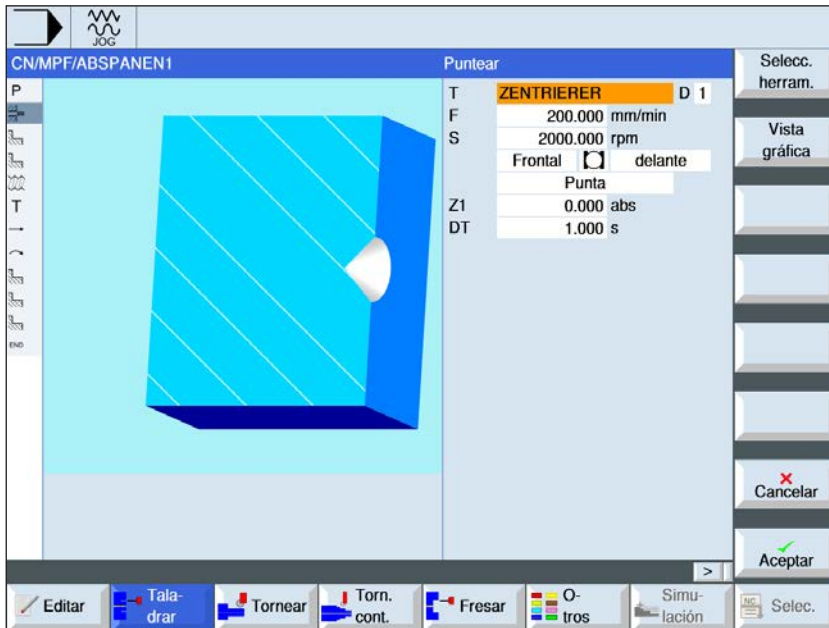 JOG
CN/MPF/ABSPANEN1
Puntear
P
T
END
T ZENTRIERER D 1
F 200.000 mm/min
S 2000.000 rpm
Frontal delante
Punta
Z1 0.000 abs
DT 1.000 s
Selecc.
herram.
Vista
gráfica
Cancelar
Aceptar
>
Editar
Tala-
drar
Tornear
Torn.
cont.
Fresar
O-
tros
Simu-
lación
NC
Selec.